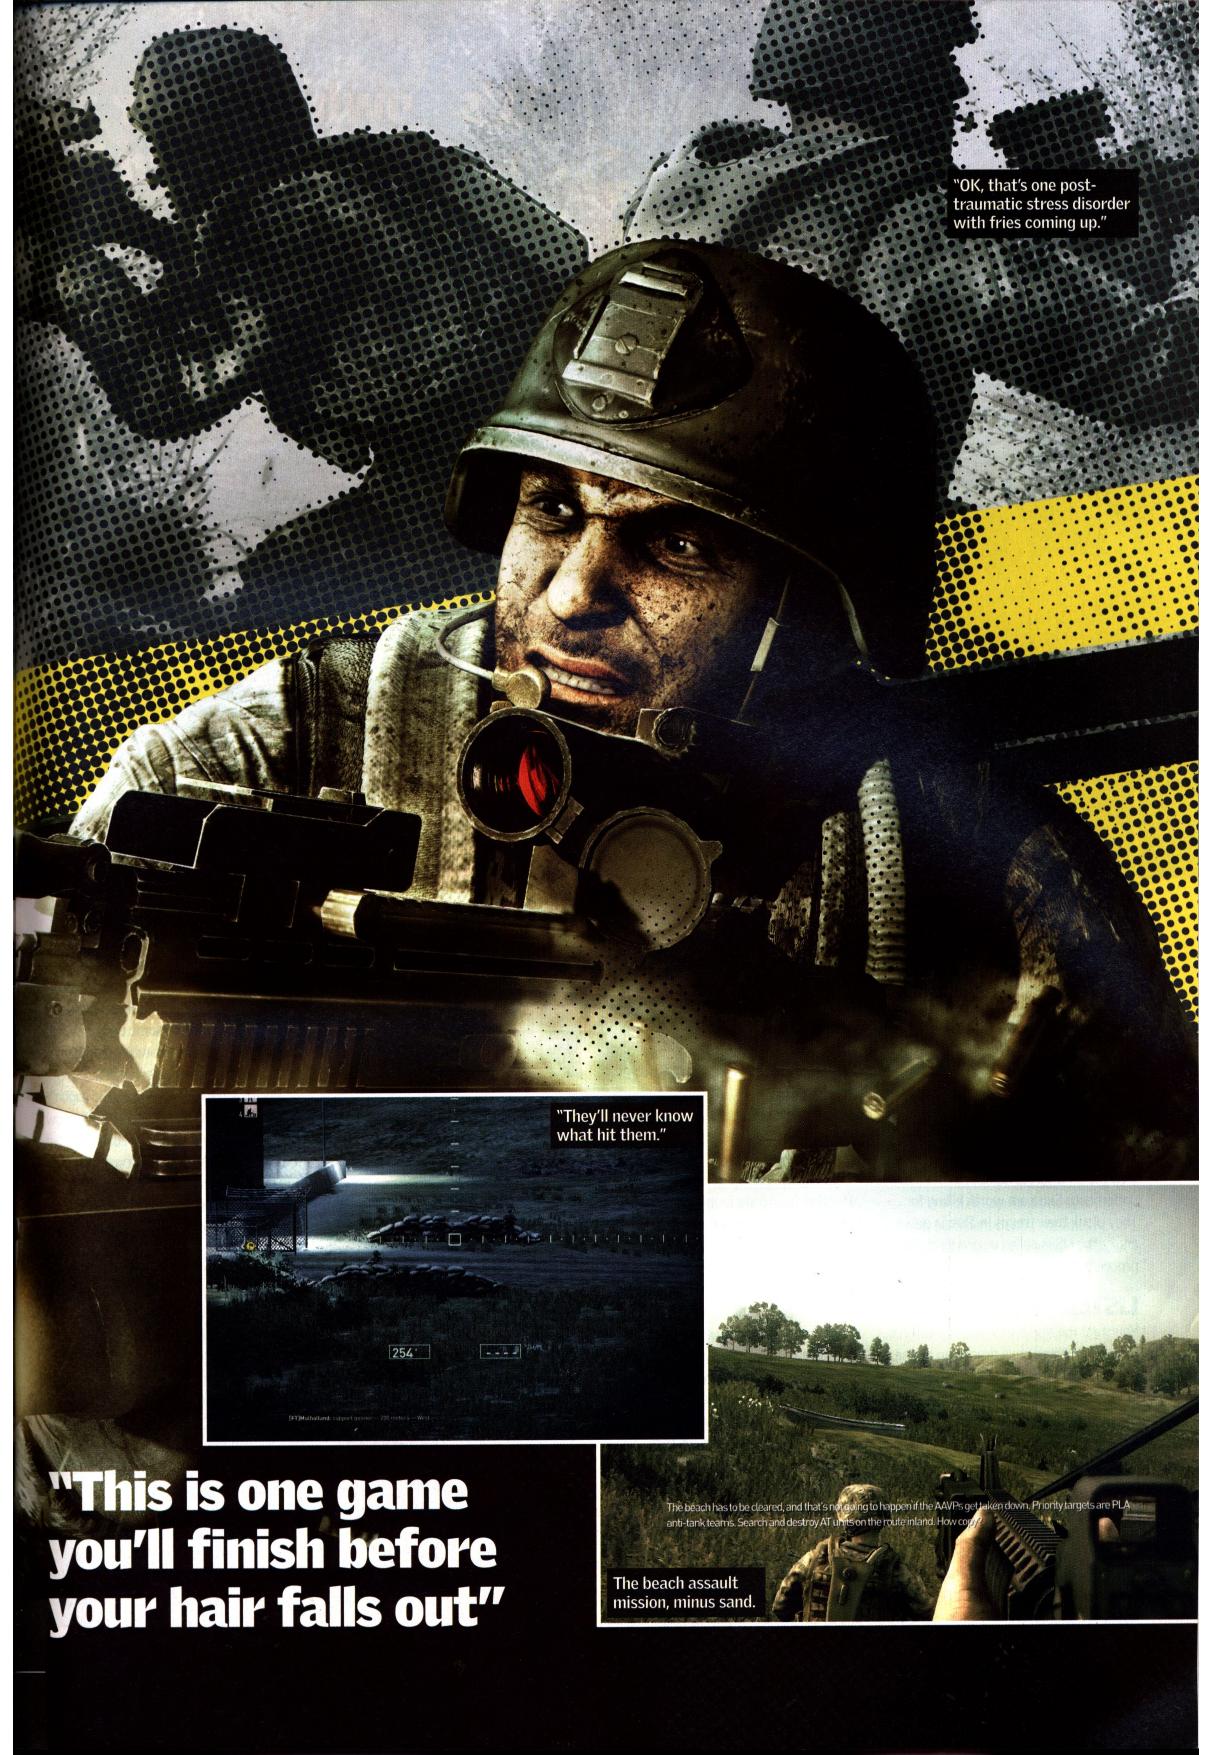 "OK, that's one post-
traumatic stress disorder
with fries coming up."
"They'll never know
what hit them."
254
The beach has to be cleared, and that's not going to happen if the AAVPs get taken down. Priority targets are PLA
anti-tank teams. Search and destroy AT units on the route inland. How copy?
The beach assault
mission, minus sand.
"This is one game
you'll finish before
your hair falls out"